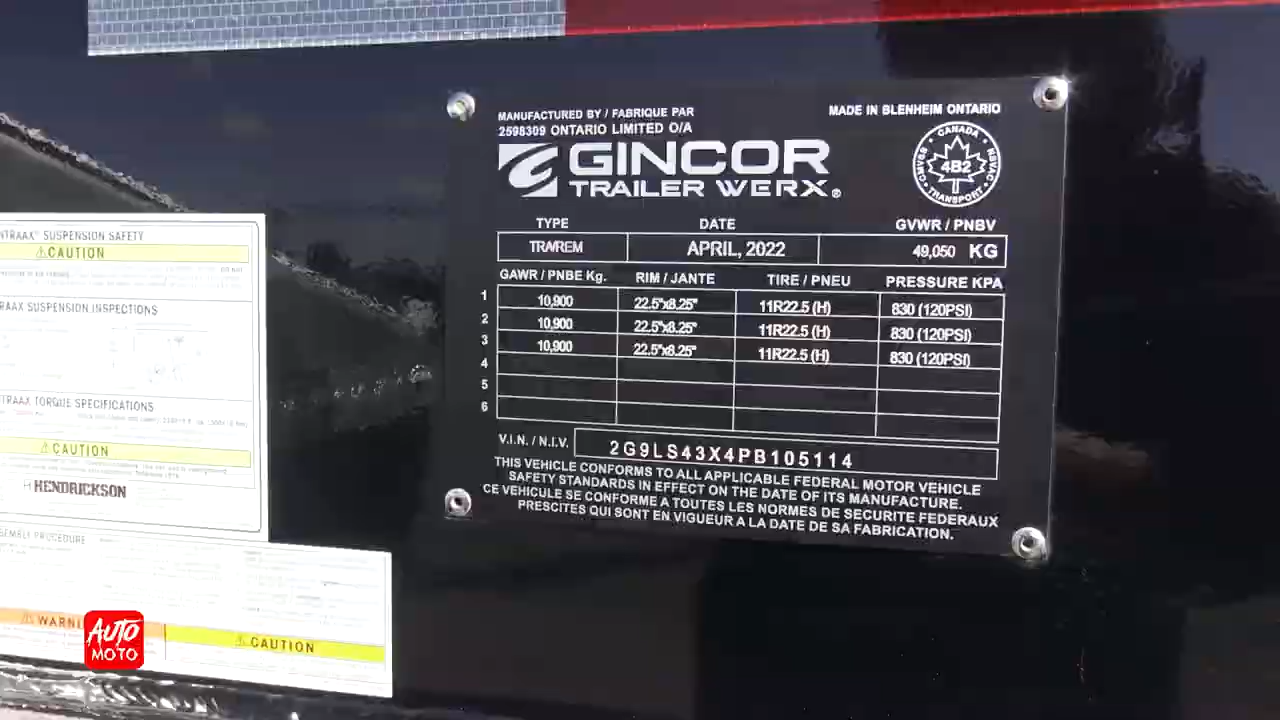 MANUFACTURED BY / FABRIQUE PAR
2598309 ONTARIO LIMITED O/A
MADE IN BLENHEIM ONTARIO
GINCOR
TRAILER WERX®
CANADA
4B2
TRANSPORT
TYPE DATE GVWR / PNBV
TRA/REM APRIL, 2022 49,050 KG
GAWR / PNBE Kg. RIM / JANTE TIRE / PNEU PRESSURE KPA
1 10,900 22.5"x8.25" 11R22.5 (H) 830 (120PSI)
2 10,900 22.5"x8.25" 11R22.5 (H) 830 (120PSI)
3 10,900 22.5"x8.25" 11R22.5 (H) 830 (120PSI)
4
5
6
V.I.N. / N.I.V. 2G9LS43X4PB105114
THIS VEHICLE CONFORMS TO ALL APPLICABLE FEDERAL MOTOR VEHICLE
SAFETY STANDARDS IN EFFECT ON THE DATE OF ITS MANUFACTURE.
CE VEHICULE SE CONFORME A TOUTES LES NORMES DE SECURITE FEDERAUX
PRESCITES QUI SONT EN VIGUEUR A LA DATE DE SA FABRICATION.
SUSPENSION SAFETY
CAUTION
SUSPENSION INSPECTIONS
TORQUE SPECIFICATIONS
CAUTION
HENDRICKSON
PROCEDURE
CAUTION
AUTO
MOTO